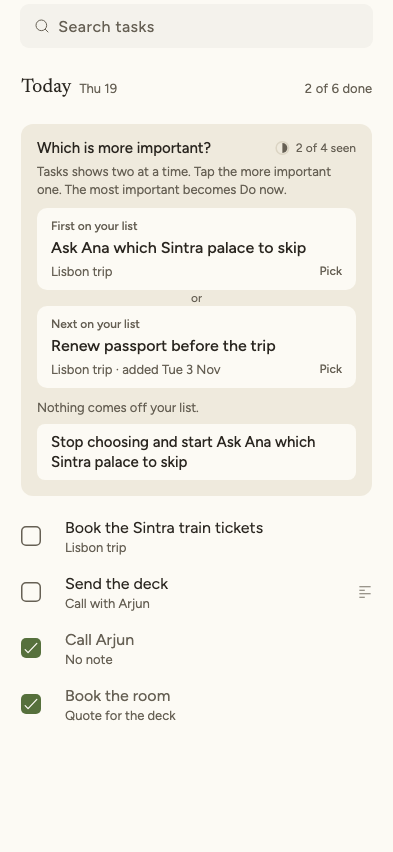 Search tasks
Today Thu 19 2 of 6 done
Which is more important? 2 of 4 seen
Tasks shows two at a time. Tap the more important
one. The most important becomes Do now.
First on your list
Ask Ana which Sintra palace to skip
Lisbon trip Pick
or
Next on your list
Renew passport before the trip
Lisbon trip · added Tue 3 Nov Pick
Nothing comes off your list.
Stop choosing and start Ask Ana which
Sintra palace to skip
Book the Sintra train tickets
Lisbon trip
Send the deck
Call with Arjun
Call Arjun
No note
Book the room
Quote for the deck